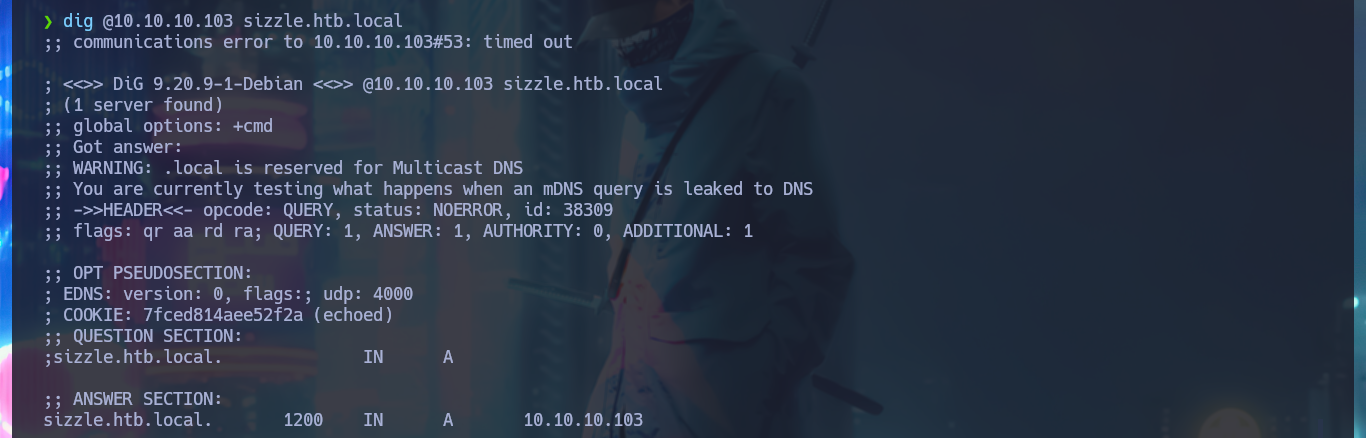 ❯ dig @10.10.10.103 sizzle.htb.local
;; communications error to 10.10.10.103#53: timed out
; <<>> DiG 9.20.9-1-Debian <<>> @10.10.10.103 sizzle.htb.local
; (1 server found)
;; global options: +cmd
;; Got answer:
;; WARNING: .local is reserved for Multicast DNS
;; You are currently testing what happens when an mDNS query is leaked to DNS
;; ->>HEADER<<- opcode: QUERY, status: NOERROR, id: 38309
;; flags: qr aa rd ra; QUERY: 1, ANSWER: 1, AUTHORITY: 0, ADDITIONAL: 1
;; OPT PSEUDOSECTION:
; EDNS: version: 0, flags:; udp: 4000
; COOKIE: 7fced814aee52f2a (echoed)
;; QUESTION SECTION:
;sizzle.htb.local. IN A
;; ANSWER SECTION:
sizzle.htb.local. 1200 IN A 10.10.10.103